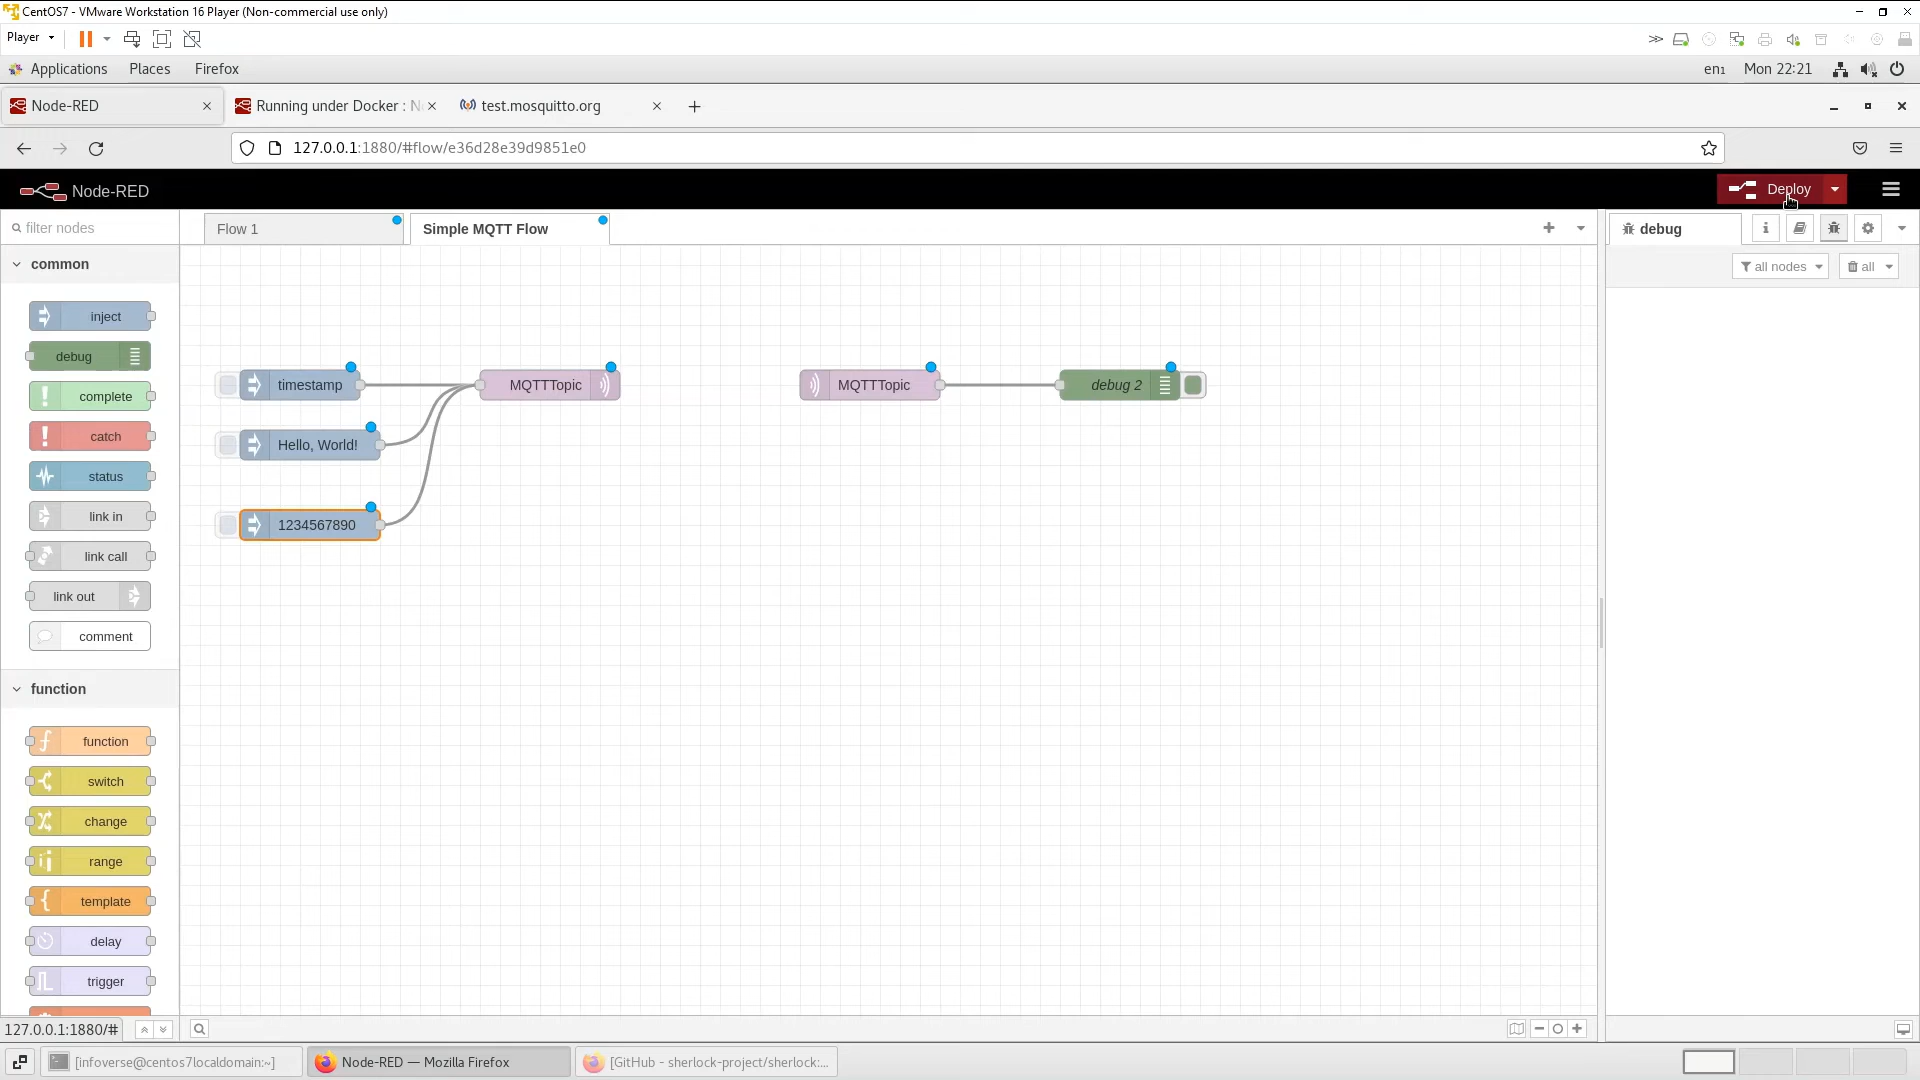 CentOS7 - VMware Workstation 16 Player (Non-commercial use only)
Player
Applications Places Firefox en1 Mon 22:21
Node-RED Running under Docker : N test.mosquitto.org
127.0.0.1:1880/#flow/e36d28e39d9851e0
Node-RED Deploy
filter nodes Flow 1 Simple MQTT Flow debug
common
all nodes all
inject
debug
complete
catch
status
link in
link call
link out
comment
timestamp MQTTTopic MQTTTopic debug 2
Hello, World!
1234567890
function
function
switch
change
range
template
delay
trigger
127.0.0.1:1880/#
[infoverse@centos7localdomain:~] Node-RED — Mozilla Firefox [GitHub - sherlock-project/sherlock:...